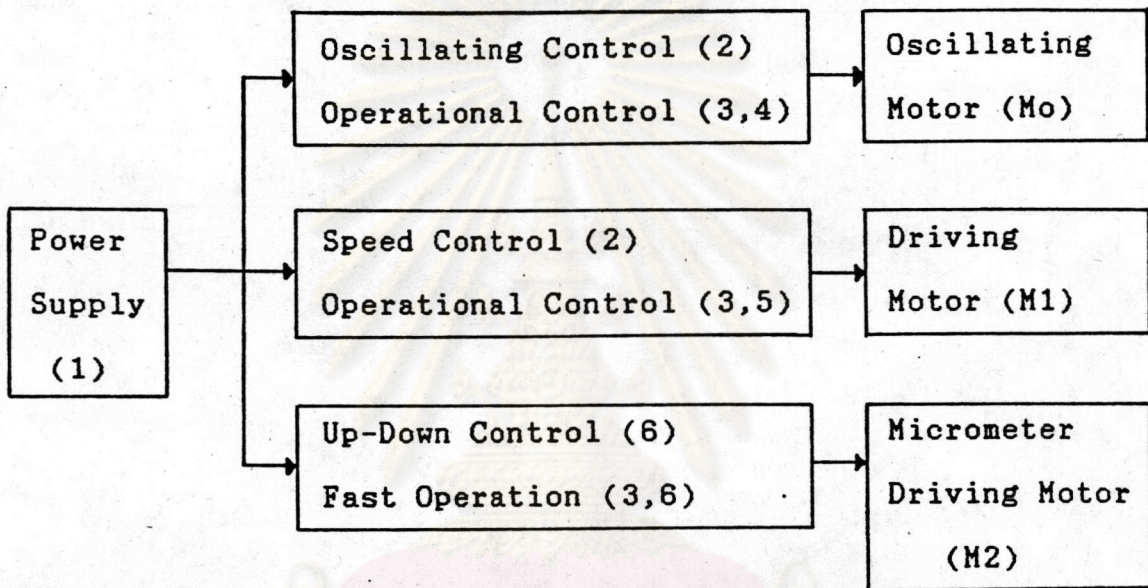 Oscillating Control (2)
Operational Control (3,4)
Oscillating
Motor (Mo)
Power
Supply
(1)
Speed Control (2)
Operational Control (3,5)
Driving
Motor (M1)
Up-Down Control (6)
Fast Operation (3,6)
Micrometer
Driving Motor
(M2)